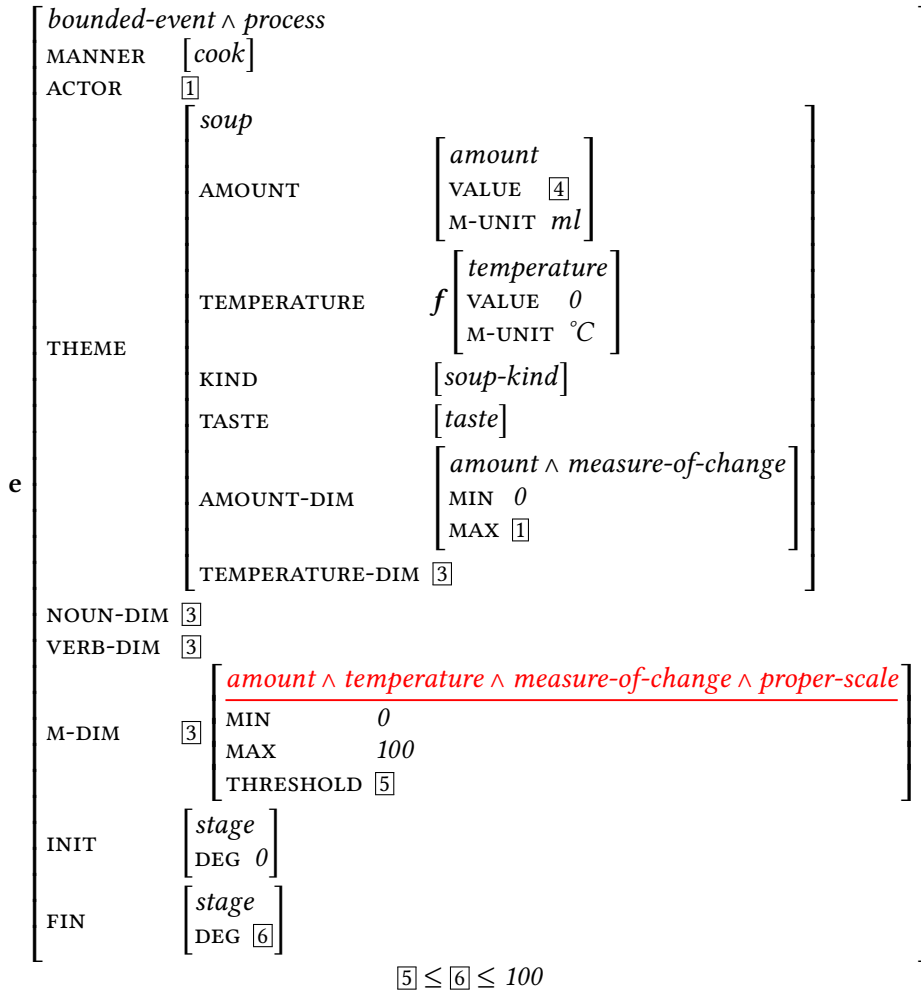 bounded-event ∧ process
MANNER [cook]
ACTOR 1
soup
amount
AMOUNT VALUE 4
M-UNIT ml
temperature
TEMPERATURE f VALUE 0
M-UNIT °C
THEME
KIND [soup-kind]
TASTE [taste]
e
amount ∧ measure-of-change
AMOUNT-DIM MIN 0
MAX 1
TEMPERATURE-DIM 3
NOUN-DIM 3
VERB-DIM 3
amount ∧ temperature ∧ measure-of-change ∧ proper-scale
MIN 0
M-DIM 3 MAX 100
THRESHOLD 5
stage
INIT DEG 0
stage
FIN DEG 6
5 ≤ 6 ≤ 100